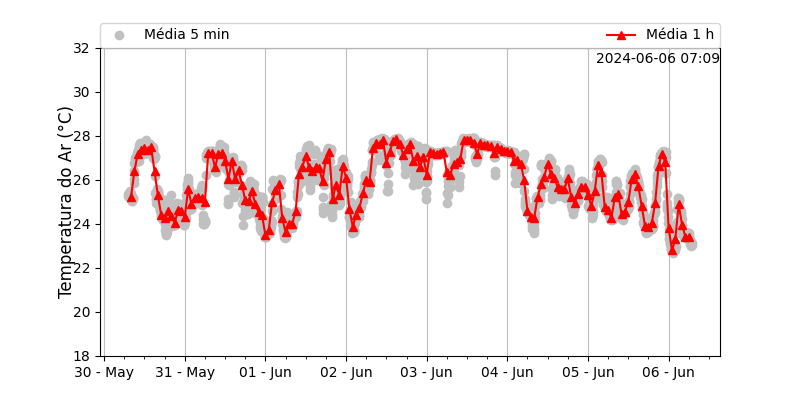 Média 5 min
Média 1 h
2024-06-06 07:09
Temperatura do Ar (°C)
32
30
28
26
24
22
20
18
30 - May
31 - May
01 - Jun
02 - Jun
03 - Jun
04 - Jun
05 - Jun
06 - Jun